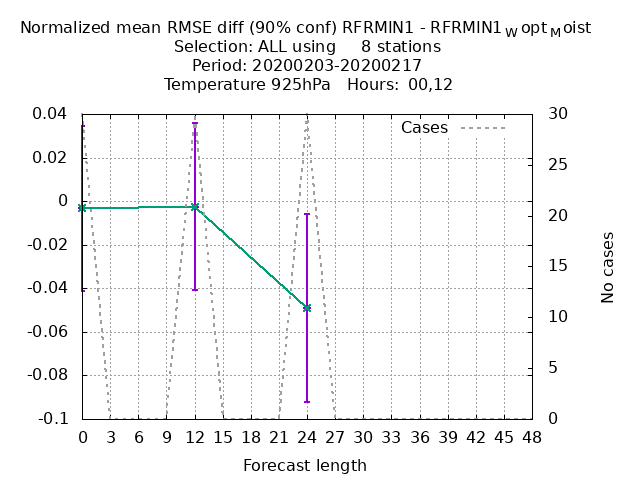 Normalized mean RMSE diff (90% conf) RFRMIN1 - RFRMIN1WoptMoist
Selection: ALL using 8 stations
Period: 20200203-20200217
Temperature 925hPa Hours: 00,12
Cases
0.04
0.02
0
-0.02
-0.04
-0.06
-0.08
-0.1
30
25
20
15
10
5
0
No cases
0 3 6 9 12 15 18 21 24 27 30 33 36 39 42 45 48
Forecast length